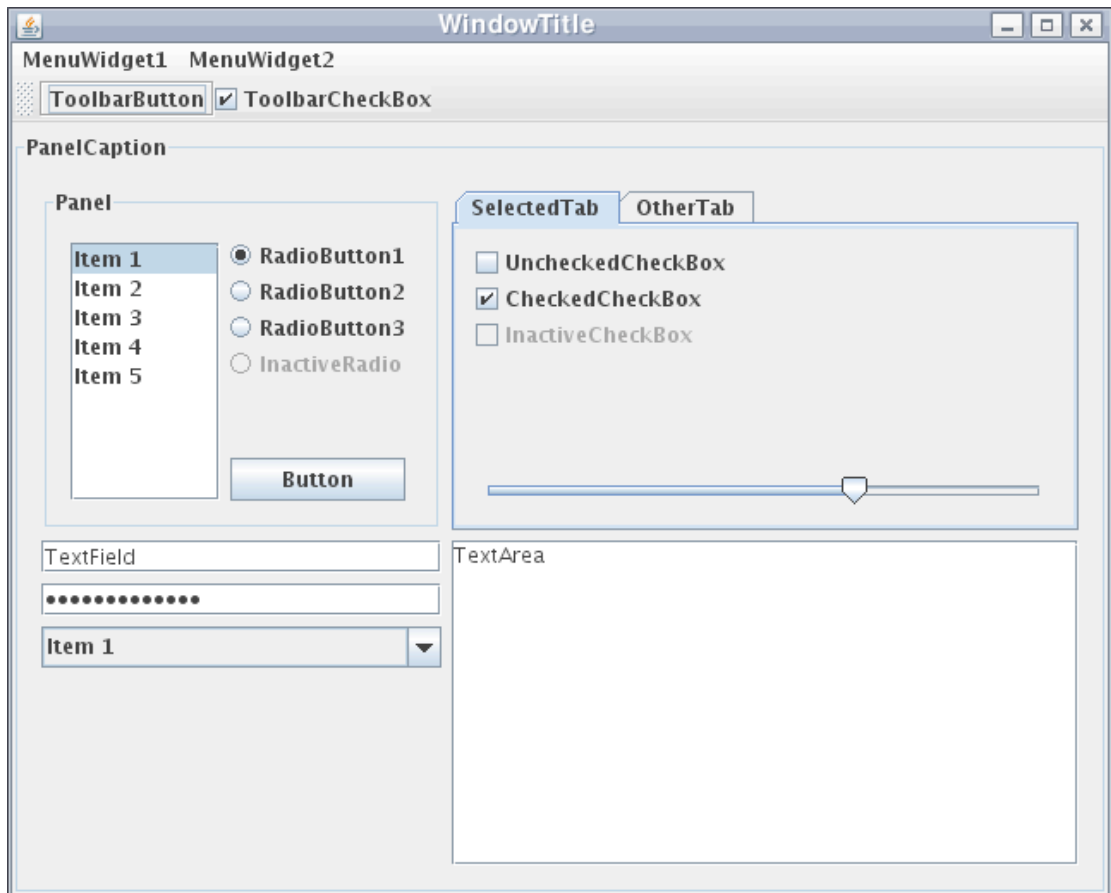 WindowTitle
MenuWidget1 MenuWidget2
ToolbarButton ToolbarCheckBox
PanelCaption
Panel
Item 1
Item 2
Item 3
Item 4
Item 5
RadioButton1
RadioButton2
RadioButton3
InactiveRadio
Button
SelectedTab OtherTab
UncheckedCheckBox
CheckedCheckBox
InactiveCheckBox
TextField
•••••••••••••
Item 1
TextArea